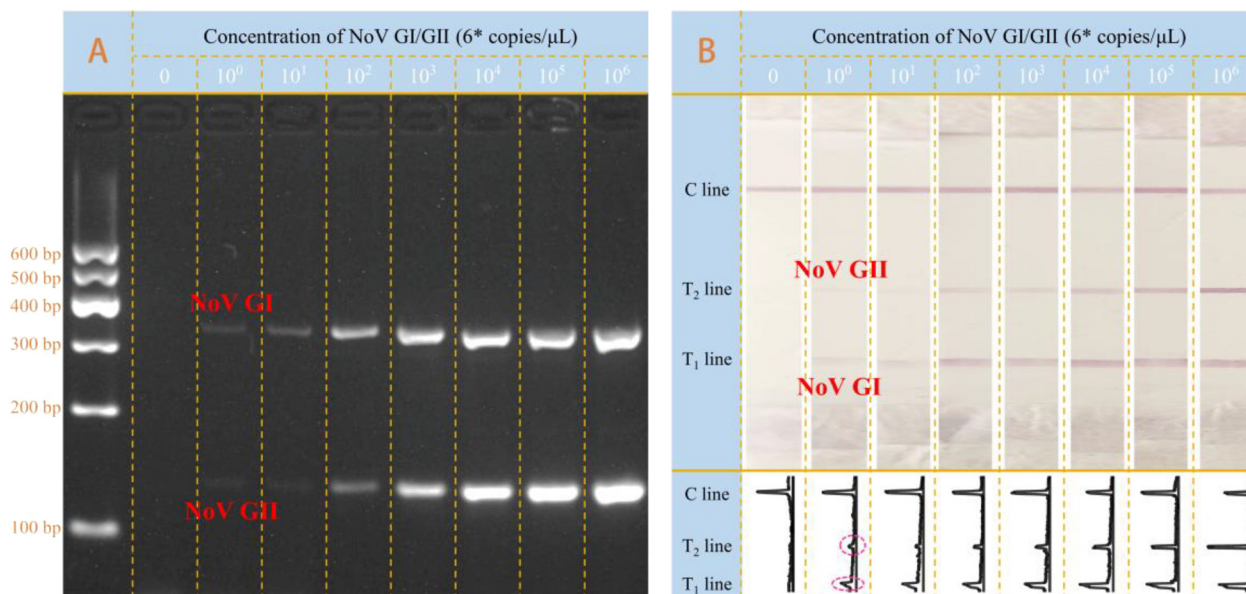 A
Concentration of NoV GI/GII (6* copies/μL)
0 10⁰ 10¹ 10² 10³ 10⁴ 10⁵ 10⁶
600 bp
500 bp
400 bp
NoV GI
300 bp
200 bp
NoV GII
100 bp
B
Concentration of NoV GI/GII (6* copies/μL)
0 10⁰ 10¹ 10² 10³ 10⁴ 10⁵ 10⁶
C line
NoV GII
T₂ line
T₁ line
NoV GI
C line
T₂ line
T₁ line